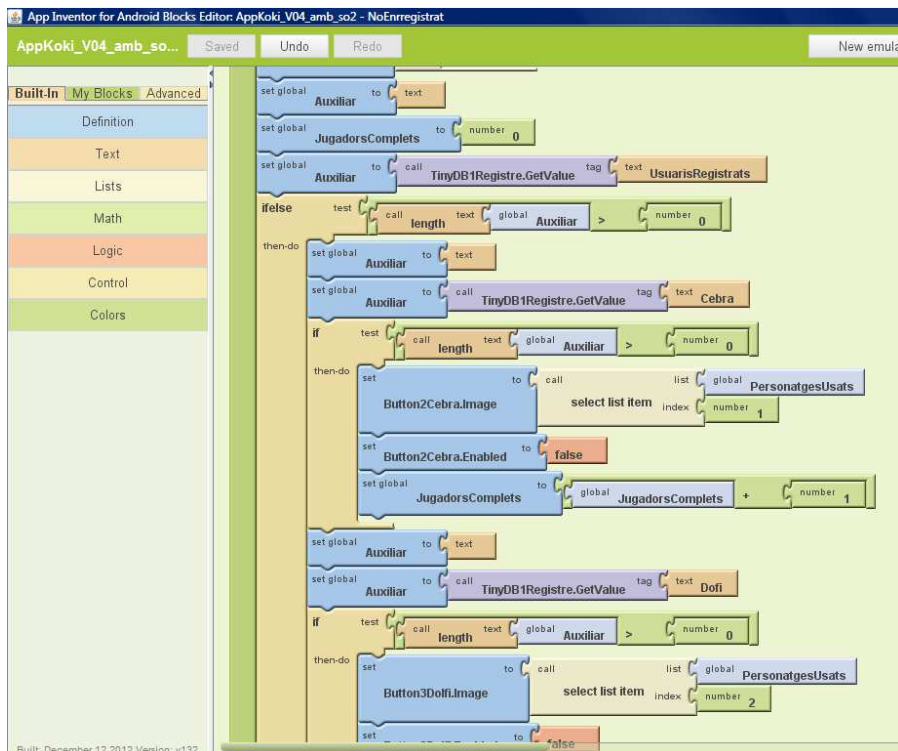 App Inventor for Android Blocks Editor: AppKoki_V04_amb_so2 - NoEnrregistrat
AppKoki_V04_amb_so... Saved Undo Redo New emula
Built-In My Blocks Advanced
Definition
Text
Lists
Math
Logic
Control
Colors
set global Auxiliar to text
set global JugadorsComplets to number 0
set global Auxiliar to call TinyDB1Registre.GetValue tag text UsuarisRegistrats
ifelse test call length text global Auxiliar > number 0
then-do set global Auxiliar to text
set global Auxiliar to call TinyDB1Registre.GetValue tag text Cebra
if test call length text global Auxiliar > number 0
then-do set Button2Cebra.Image to call select list item list global PersonatgesUsats
index number 1
set Button2Cebra.Enabled to false
set global JugadorsComplets to global JugadorsComplets + number 1
set global Auxiliar to text
set global Auxiliar to call TinyDB1Registre.GetValue tag text Dofi
if test call length text global Auxiliar > number 0
then-do set Button3Dolfi.Image to call select list item list global PersonatgesUsats
index number 2
false
Built: December 12 2012 Version: v132